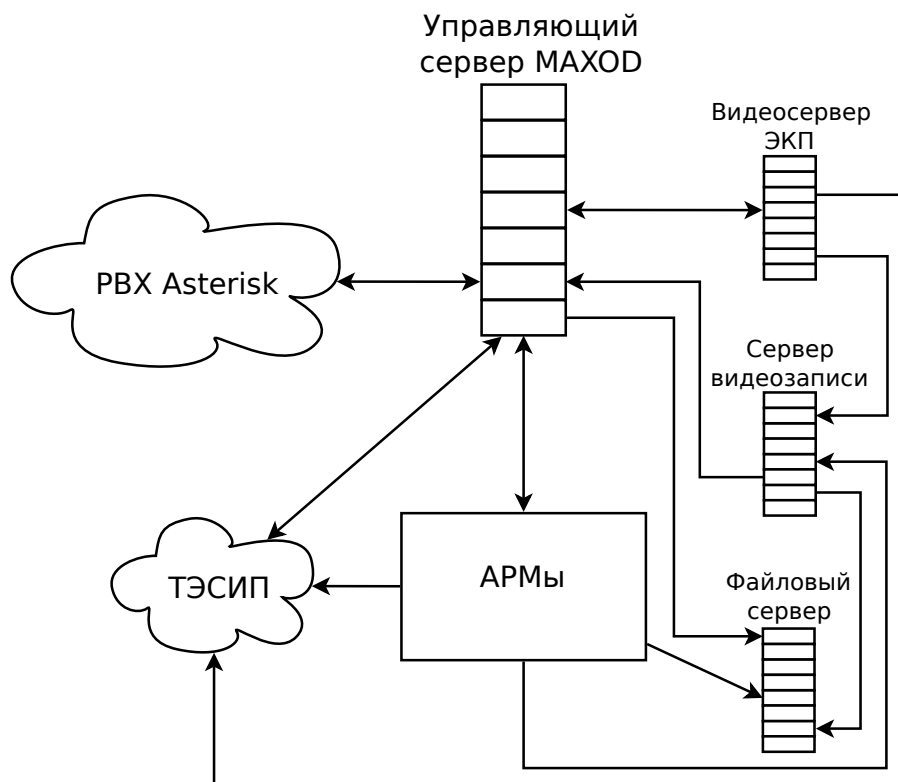 Управляющий
сервер MAXOD
Видеосервер
ЭКП
PBX Asterisk
Сервер
видеозаписи
АРМы
ТЭСИП
Файловый
сервер